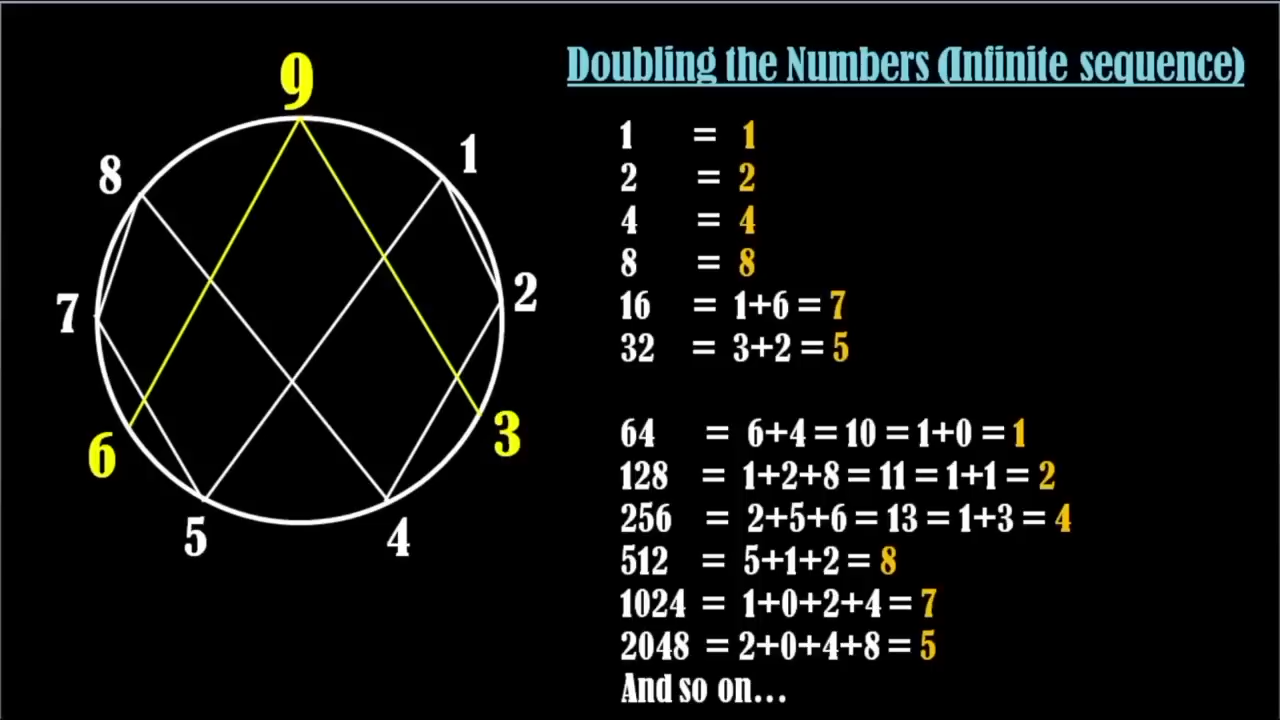 Doubling the Numbers (Infinite sequence)
9
8
1
7
2
6
3
5
4
1 = 1
2 = 2
4 = 4
8 = 8
16 = 1+6 = 7
32 = 3+2 = 5
64 = 6+4 = 10 = 1+0 = 1
128 = 1+2+8 = 11 = 1+1 = 2
256 = 2+5+6 = 13 = 1+3 = 4
512 = 5+1+2 = 8
1024 = 1+0+2+4 = 7
2048 = 2+0+4+8 = 5
And so on...